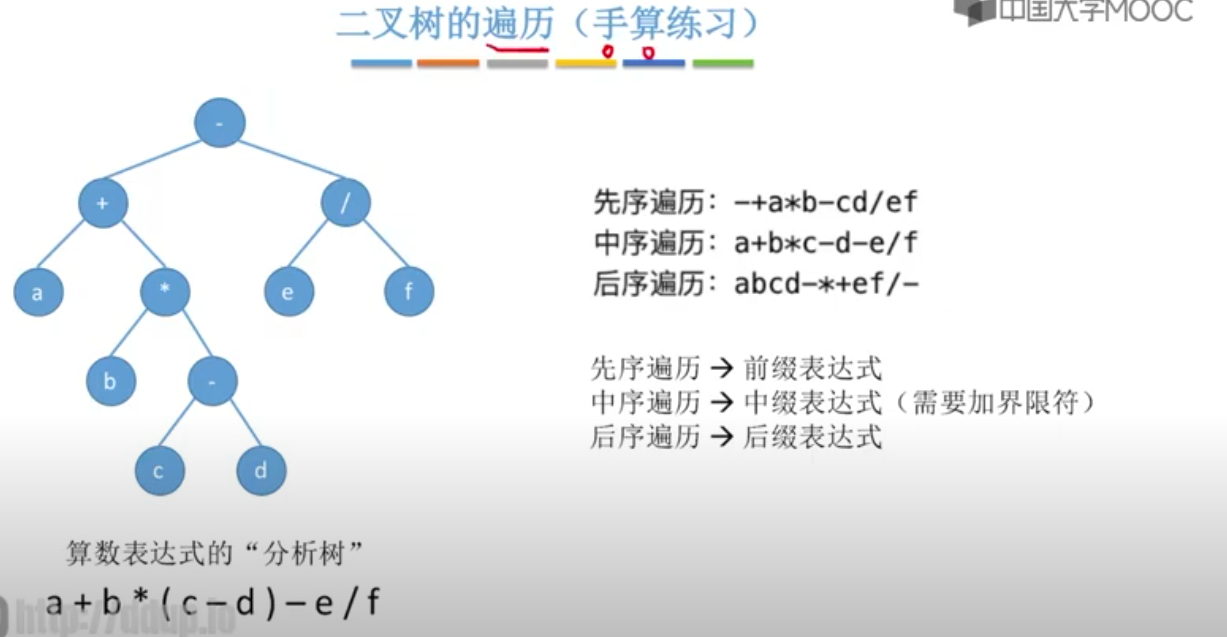 二叉树的遍历（手算练习）
中国大学MOOC
-
+
/
a
*
e
f
b
-
c
d
先序遍历：-+a*b-cd/ef
中序遍历：a+b*c-d-e/f
后序遍历：abcd-*+ef/-
先序遍历 → 前缀表达式
中序遍历 → 中缀表达式（需要加界限符）
后序遍历 → 后缀表达式
算数表达式的“分析树”
a+b*(c-d)-e/f
http://ddup.io